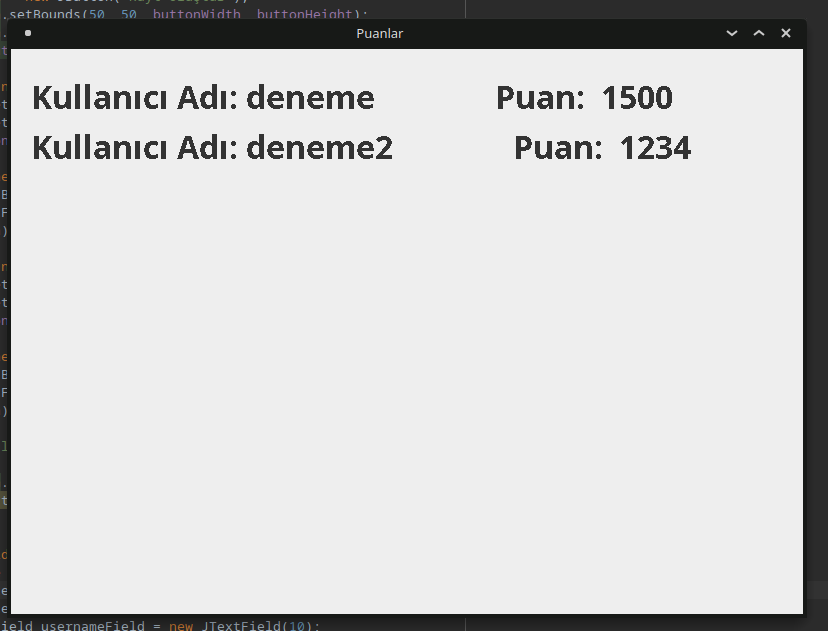 .setBounds(50 50 buttonWidth buttonHeight);
Puanlar
Kullanıcı Adı: deneme Puan: 1500
Kullanıcı Adı: deneme2 Puan: 1234
ield usernameField = new JTextField(10);